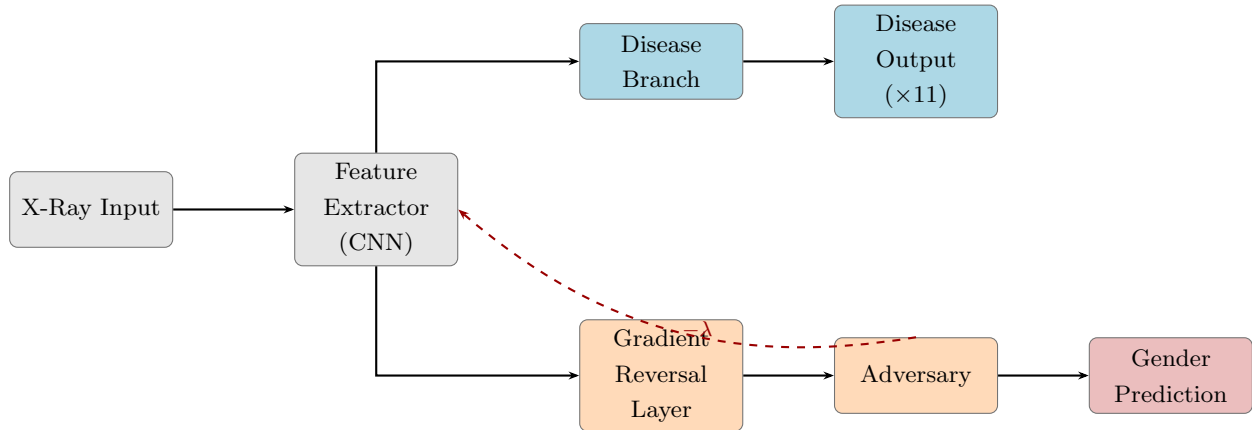 Disease
Branch
Disease
Output
(×11)
X-Ray Input
Feature
Extractor
(CNN)
−λ
Gradient
Reversal
Layer
Adversary
Gender
Prediction